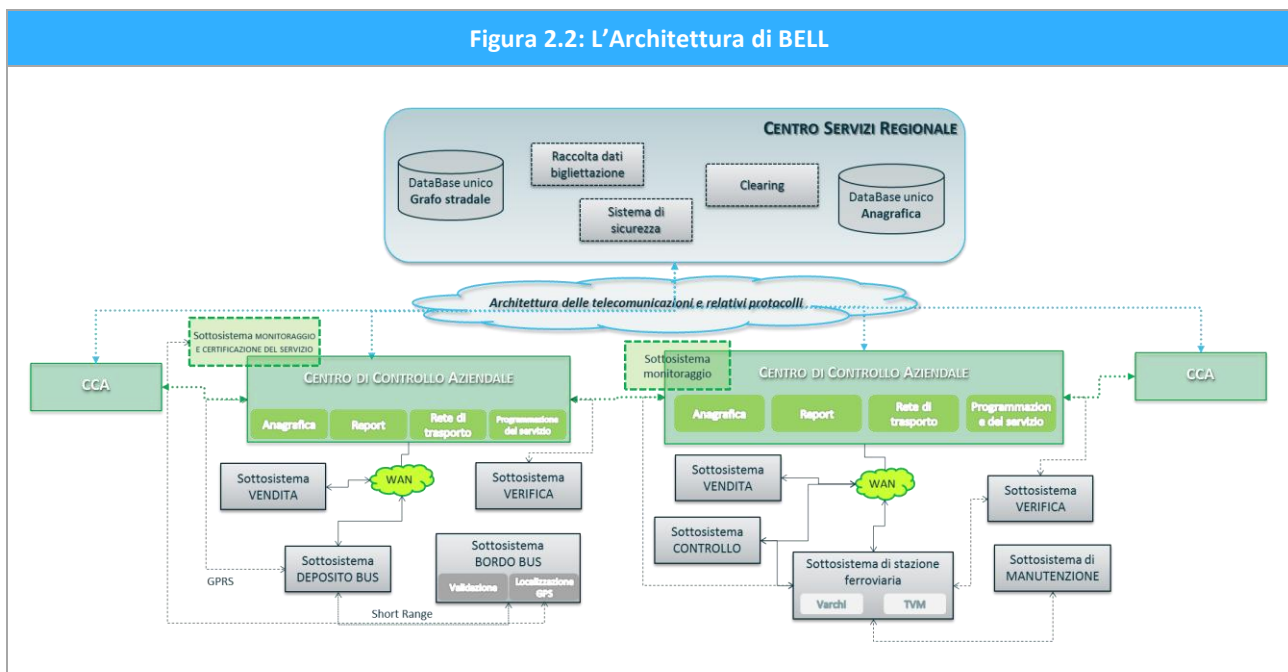 Figura 2.2: L'Architettura di BELL
CENTRO SERVIZI REGIONALE
DataBase unico
Grafo stradale
Raccolta dati
bigliettazione
Sistema di
sicurezza
Clearing
DataBase unico
Anagrafica
Architettura delle telecomunicazioni e relativi protocolli
Sottosistema MONITORAGGIO
E CERTIFICAZIONE DEL SERVIZIO
CCA
CENTRO DI CONTROLLO AZIENDALE
Anagrafica
Report
Rete di
trasporto
Programmazione
del servizio
Sottosistema
monitoraggio
CENTRO DI CONTROLLO AZIENDALE
Anagrafica
Report
Rete di
trasporto
Programmazion
e del servizio
CCA
Sottosistema
VENDITA
WAN
Sottosistema
VERIFICA
Sottosistema
DEPOSITO BUS
Sottosistema
BORDO BUS
Validazione
Localizzazione
GPS
GPRS
Short Range
Sottosistema
VENDITA
WAN
Sottosistema
VERIFICA
Sottosistema
CONTROLLO
Sottosistema di stazione
ferroviaria
Varchi
TVM
Sottosistema di
MANUTENZIONE